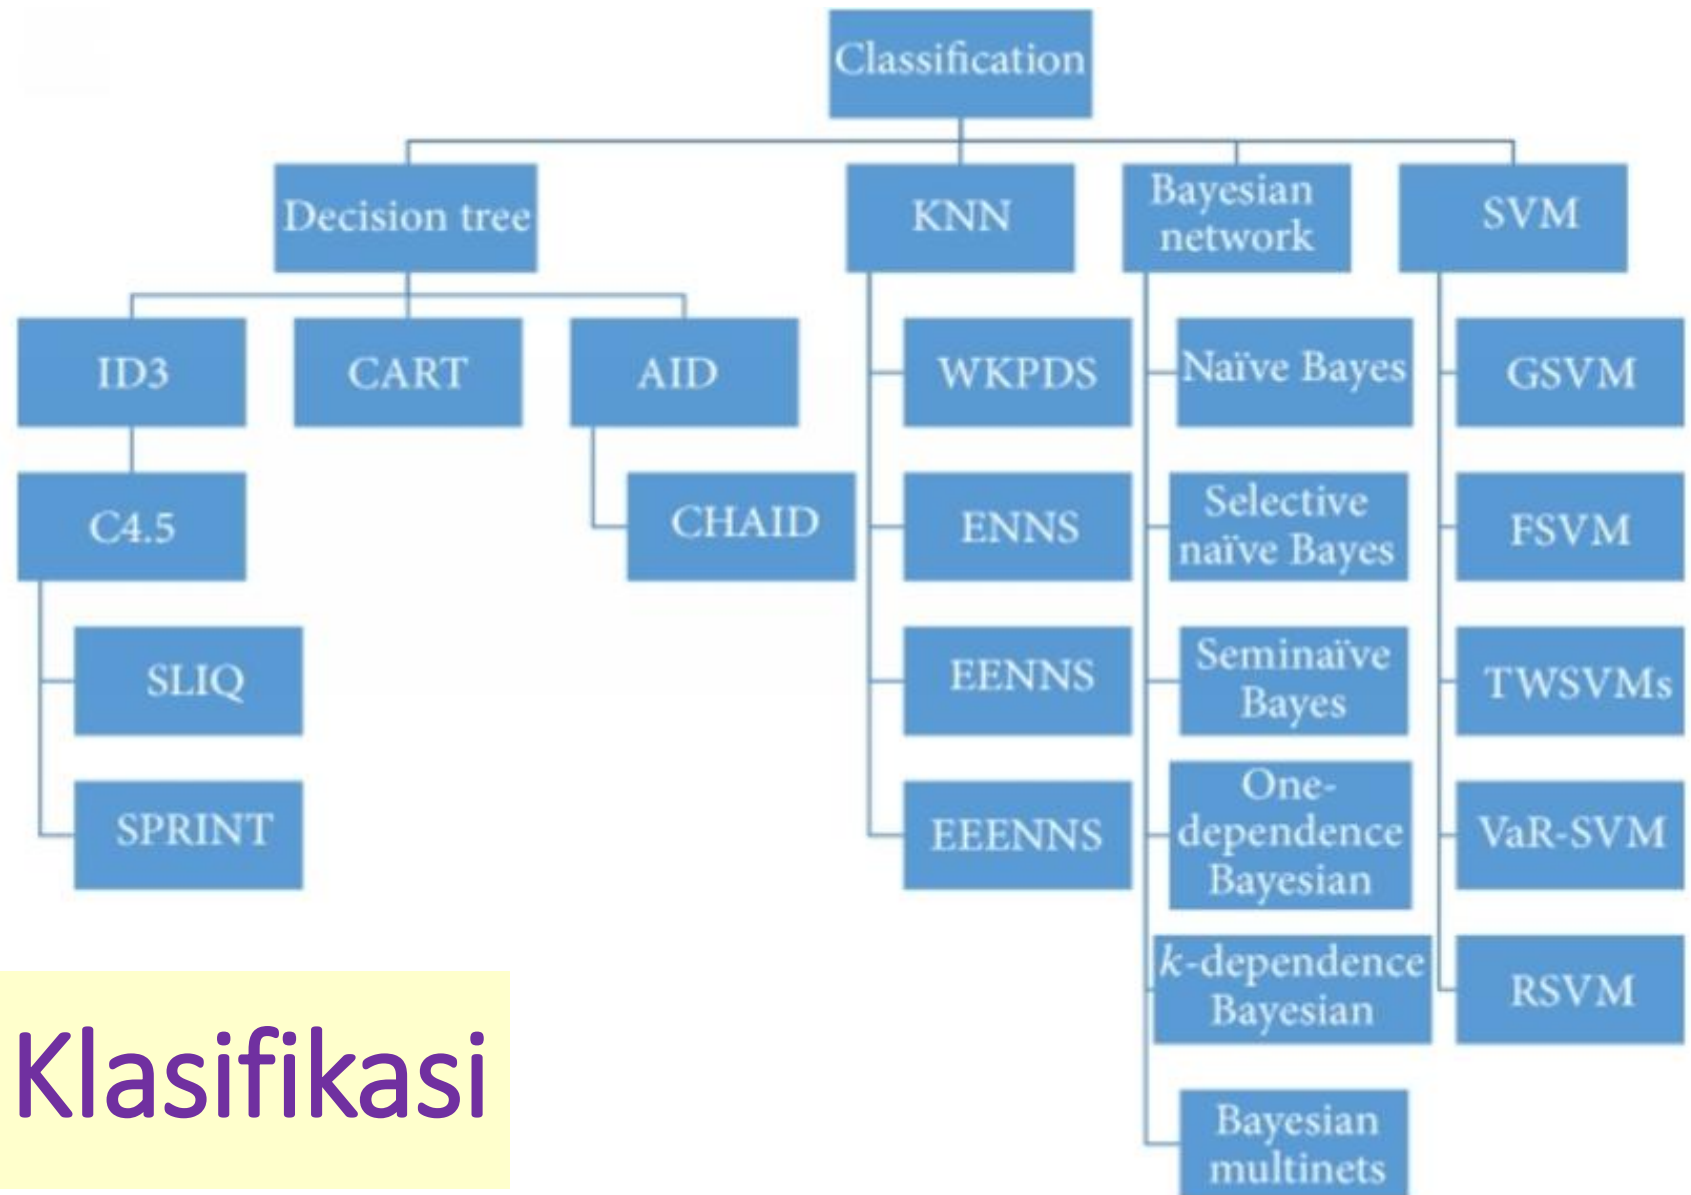 Classification
Decision tree
KNN
Bayesian
network
SVM
ID3
CART
AID
WKPDS
Naïve Bayes
GSVM
C4.5
CHAID
ENNS
Selective
naïve Bayes
FSVM
SLIQ
EENNS
Seminaïve
Bayes
TWSVMs
SPRINT
EEENNS
One-
dependence
Bayesian
VaR-SVM
k-dependence
Bayesian
RSVM
Klasifikasi
Bayesian
multinets